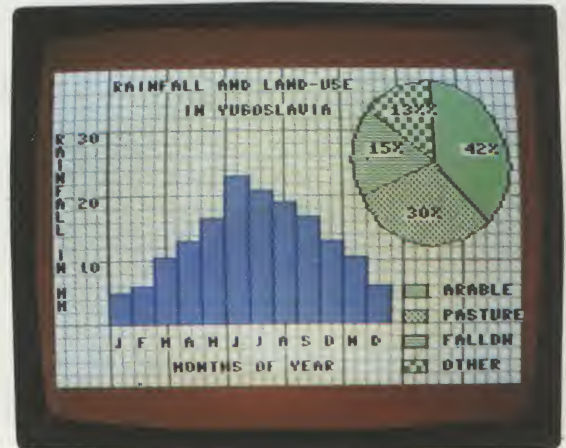 RAINFALL AND LAND-USE
IN YUGOSLAVIA
RAINFALL IN MM
30
20
10
J F M A M J J A S O N D
MONTHS OF YEAR
13%
15%
42%
30%
ARABLE
PASTURE
FALLOW
OTHER